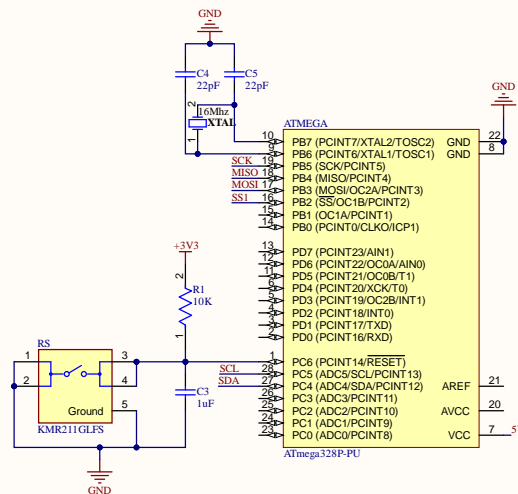 GND
C4
22pF
C5
22pF
GND
2
16Mhz
XTAL
1
ATMEGA
10 PB7 (PCINT7/XTAL2/TOSC2) GND 22
9 PB6 (PCINT6/XTAL1/TOSC1) GND 8
SCK 19 PB5 (SCK/PCINT5)
MISO 18 PB4 (MISO/PCINT4)
MOSI 17 PB3 (MOSI/OC2A/PCINT3)
SS1 16 PB2 (SS/OC1B/PCINT2)
15 PB1 (OC1A/PCINT1)
14 PB0 (PCINT0/CLKO/ICP1)
+3V3
13 PD7 (PCINT23/AIN1)
12 PD6 (PCINT22/OC0A/AIN0)
11 PD5 (PCINT21/OC0B/T1)
6 PD4 (PCINT20/XCK/T0)
5 PD3 (PCINT19/OC2B/INT1)
4 PD2 (PCINT18/INT0)
3 PD1 (PCINT17/TXD)
2 PD0 (PCINT16/RXD)
2
R1
10K
1
RS
1 3
2 4
Ground 5
KMR211GLFS
C3
1uF
GND
1 PC6 (PCINT14/RESET)
SCL 28 PC5 (ADC5/SCL/PCINT13)
SDA 27 PC4 (ADC4/SDA/PCINT12) AREF 21
26 PC3 (ADC3/PCINT11)
25 PC2 (ADC2/PCINT10) AVCC 20
24 PC1 (ADC1/PCINT9)
23 PC0 (ADC0/PCINT8) VCC 7
ATmega328P-PU